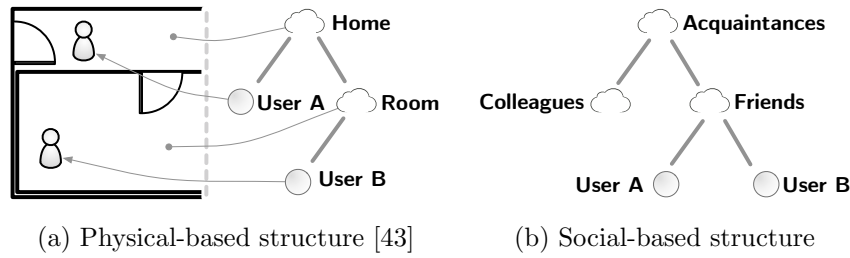 Home
User A
Room
User B
(a) Physical-based structure [43]
Acquaintances
Colleagues
Friends
User A
User B
(b) Social-based structure